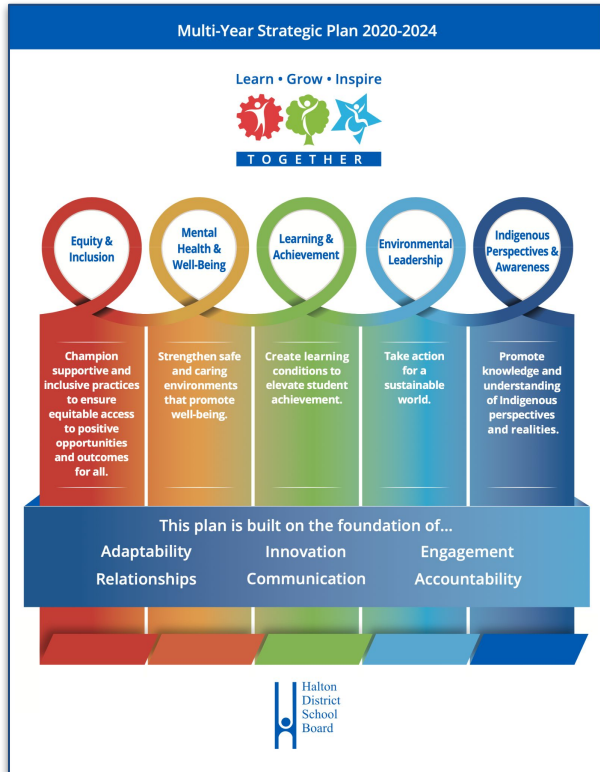 Multi-Year Strategic Plan 2020-2024
Learn • Grow • Inspire
TOGETHER
Equity &
Inclusion
Mental
Health &
Well-Being
Learning &
Achievement
Environmental
Leadership
Indigenous
Perspectives &
Awareness
Champion
supportive and
inclusive practices
to ensure
equitable access
to positive
opportunities
and outcomes
for all.
Strengthen safe
and caring
environments
that promote
well-being.
Create learning
conditions to
elevate student
achievement.
Take action
for a
sustainable
world.
Promote
knowledge and
understanding
of Indigenous
perspectives
and realities.
This plan is built on the foundation of...
Adaptability Innovation Engagement
Relationships Communication Accountability
Halton
District
School
Board